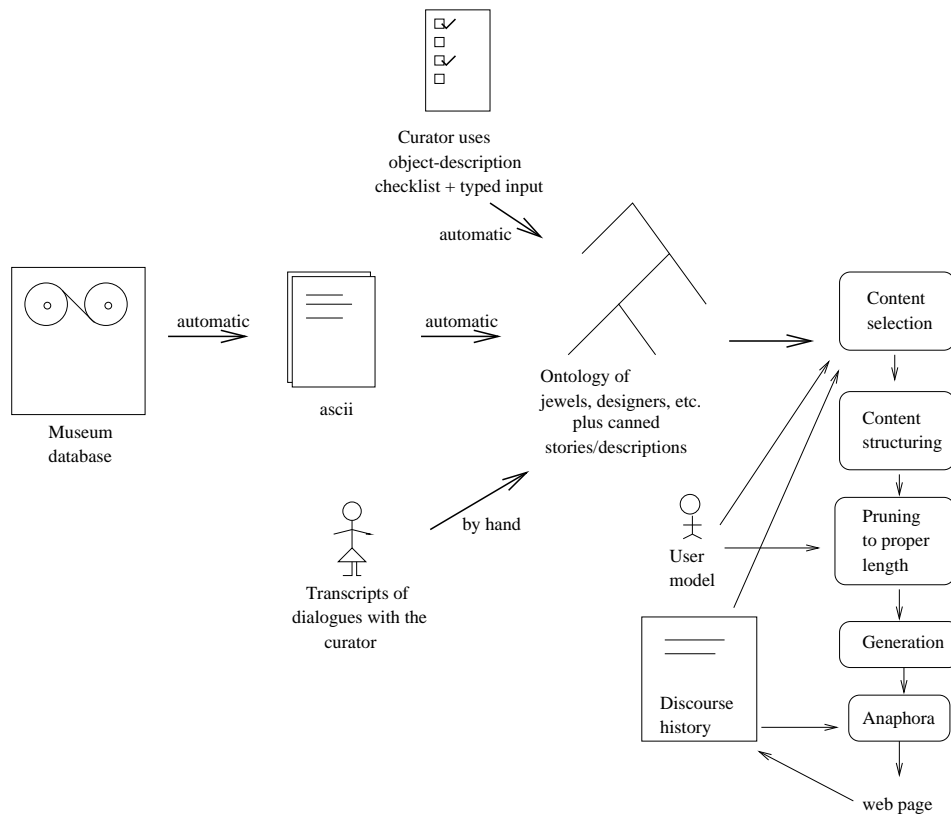 Curator uses
object-description
checklist + typed input
automatic
automatic
automatic
Museum
database
ascii
Ontology of
jewels, designers, etc.
plus canned
stories/descriptions
by hand
Transcripts of
dialogues with the
curator
User
model
Discourse
history
Content
selection
Content
structuring
Pruning
to proper
length
Generation
Anaphora
web page